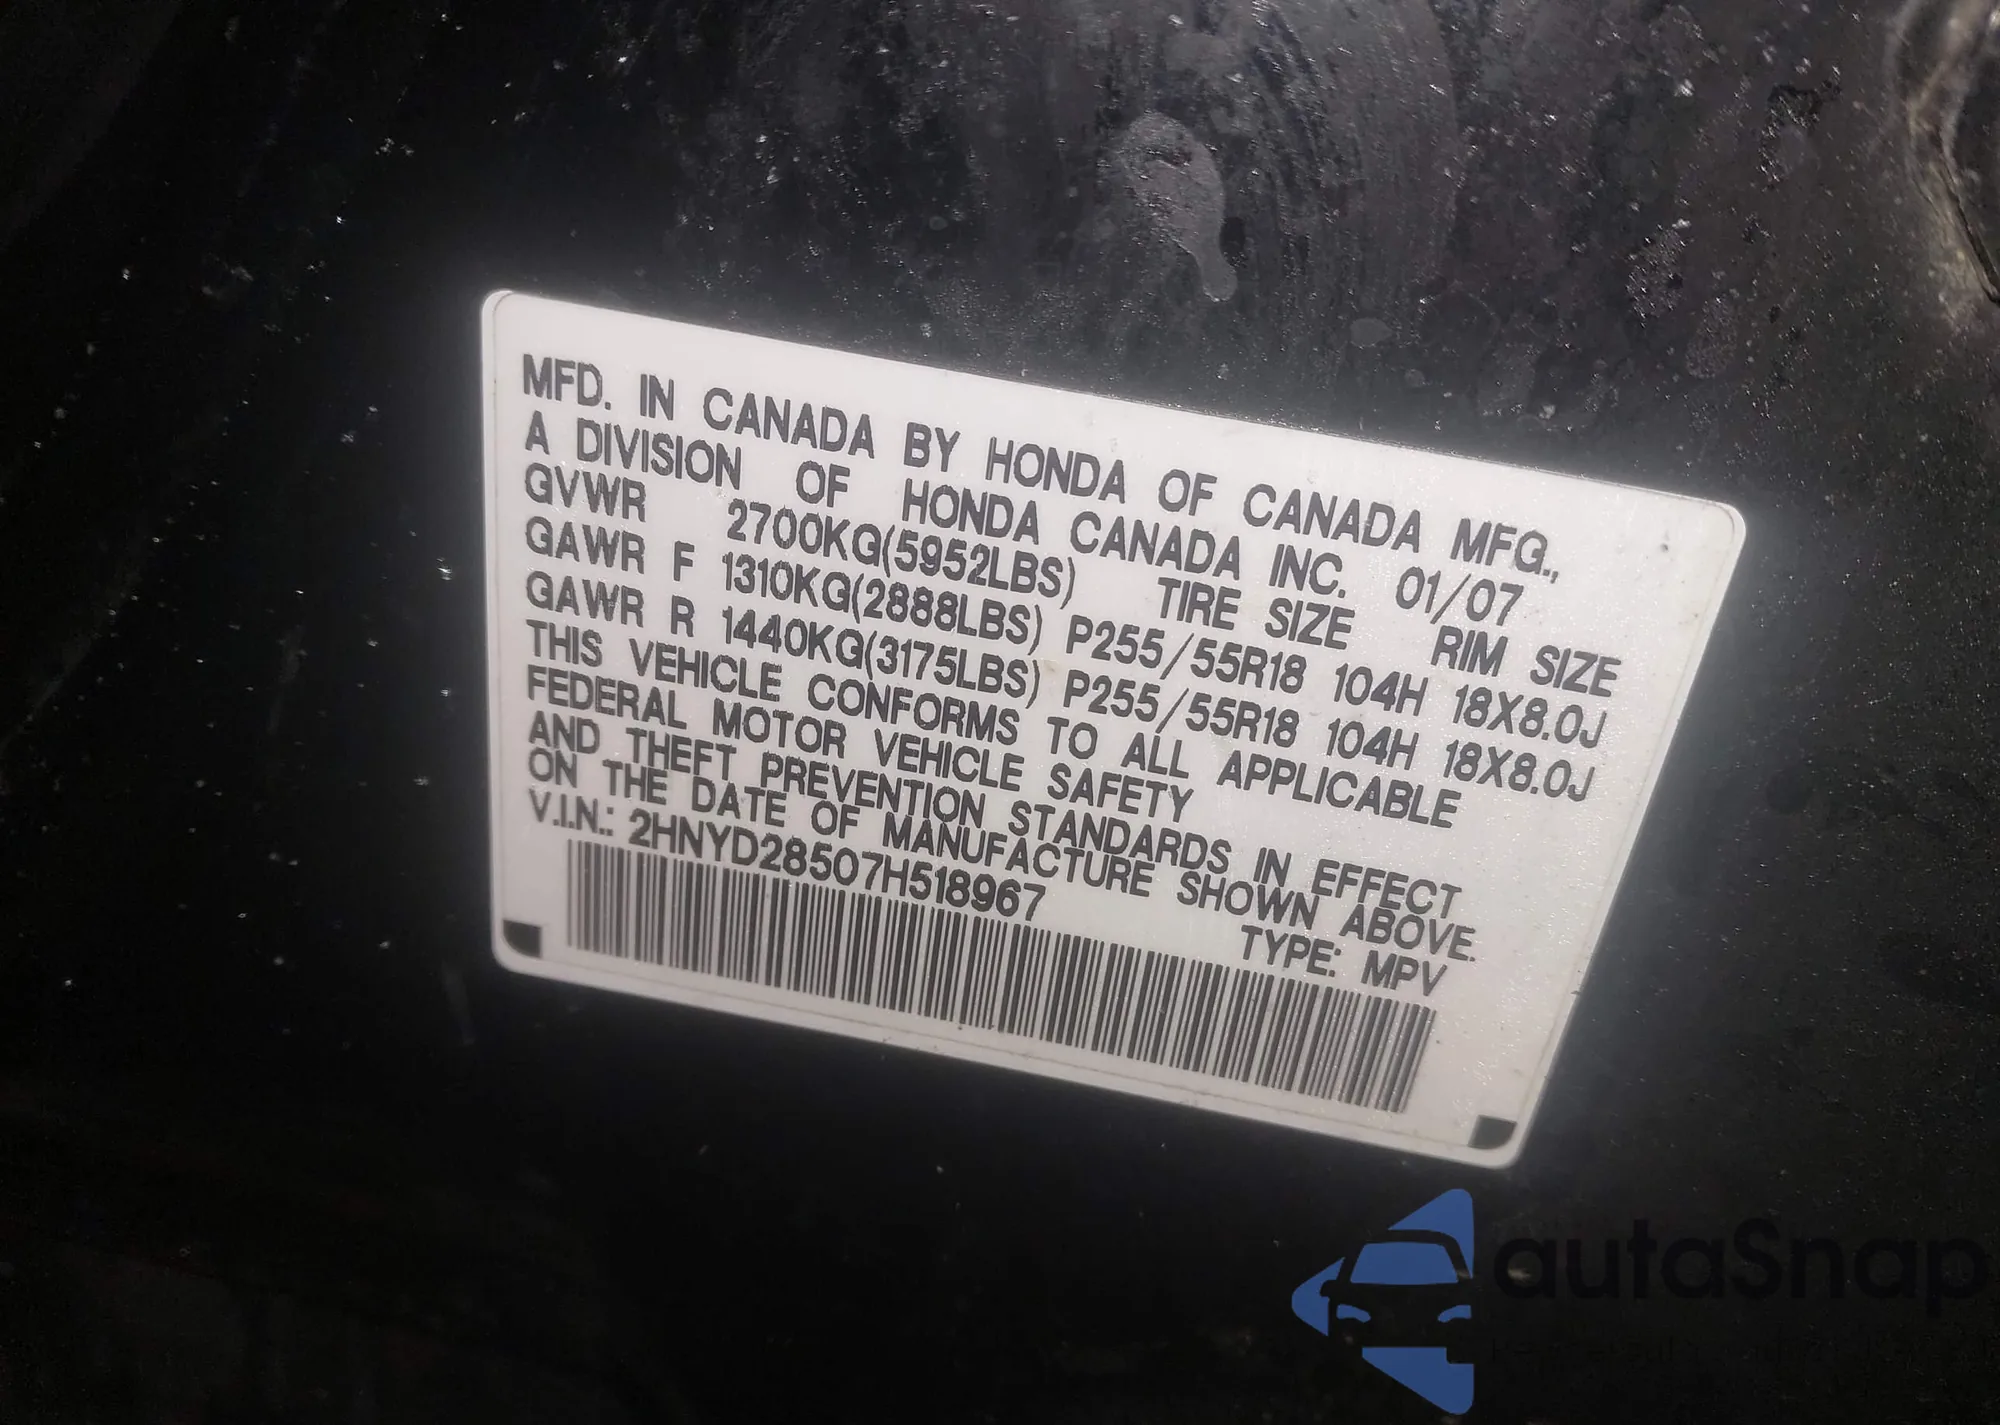 MFD. IN CANADA BY HONDA OF CANADA MFG.,
A DIVISION OF HONDA CANADA INC. 01/07
GVWR 2700KG(5952LBS) TIRE SIZE RIM SIZE
GAWR F 1310KG(2888LBS) P255/55R18 104H 18X8.0J
GAWR R 1440KG(3175LBS) P255/55R18 104H 18X8.0J
THIS VEHICLE CONFORMS TO ALL APPLICABLE
FEDERAL MOTOR VEHICLE SAFETY
AND THEFT PREVENTION STANDARDS IN EFFECT
ON THE DATE OF MANUFACTURE SHOWN ABOVE.
V.I.N.: 2HNYD28507H518967 TYPE: MPV
autaSnap